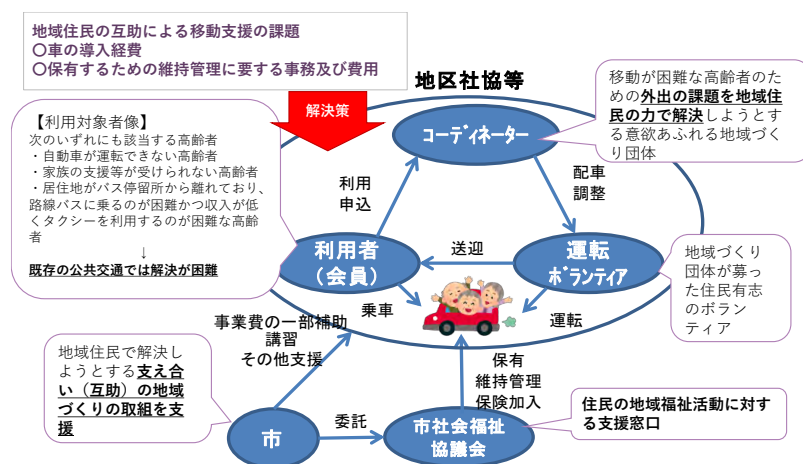 地域住民の互助による移動支援の課題
〇車の導入経費
〇保有するための維持管理に要する事務及び費用
解決策
地区社協等
移動が困難な高齢者のた
めの外出の課題を地域住
民の力で解決しようとす
る意欲あふれる地域づく
り団体
【利用対象者像】
次のいずれにも該当する高齢者
・自動車が運転できない高齢者
・家族の支援等が受けられない高齢者
・居住地がバス停留所から離れており、
路線バスに乗るのが困難かつ収入が低
くタクシーを利用するのが困難な高齢
者
↓
既存の公共交通では解決が困難
コーディネーター
利用
申込
配車
調整
利用者
(会員)
送迎
運転
ボランティア
地域づくり
団体が募っ
た住民有志
のボラン
ティア
乗車
運転
事業費の一部補助
講習
その他支援
地域住民で解決し
ようとする支え合
い（互助）の地域
づくりの取組を支
援
保有
維持管理
保険加入
住民の地域福祉活動に対す
る支援窓口
市
委託
市社会福祉
協議会